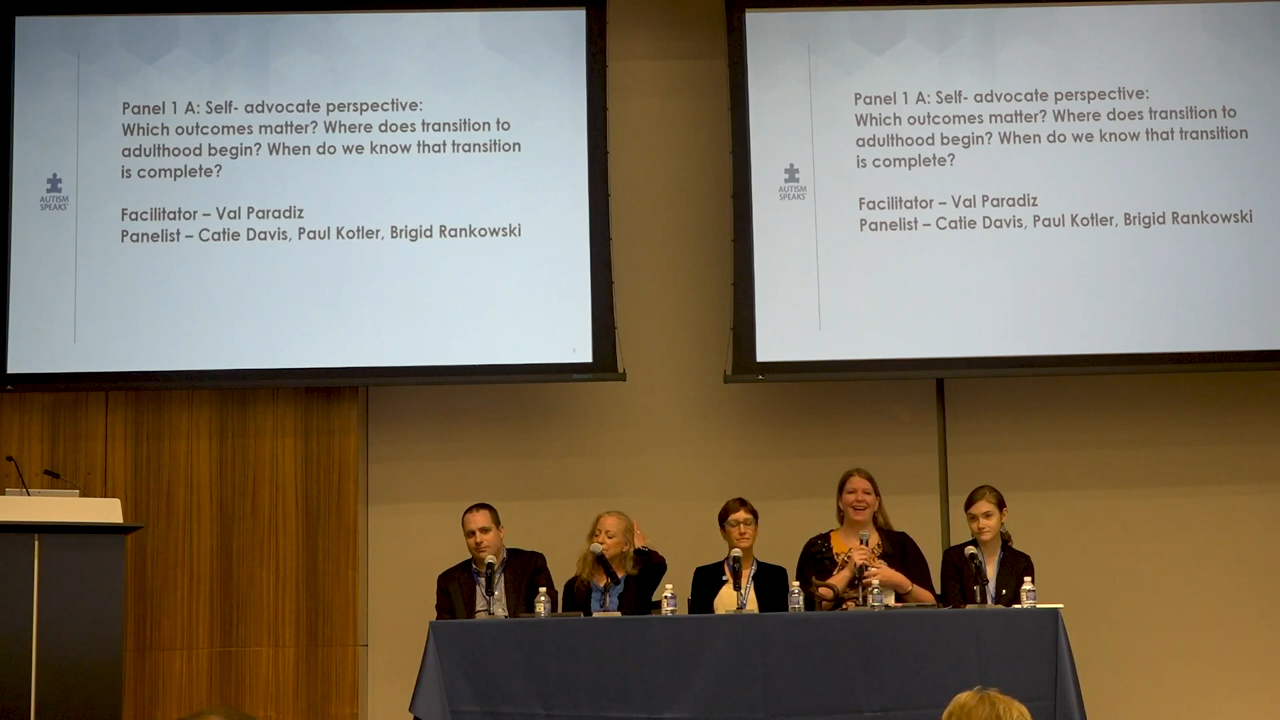 Panel 1 A: Self- advocate perspective:
Which outcomes matter? Where does transition to
adulthood begin? When do we know that transition
is complete?
Facilitator – Val Paradiz
Panelist – Catie Davis, Paul Kotler, Brigid Rankowski
AUTISM
SPEAKS
Panel 1 A: Self- advocate perspective:
Which outcomes matter? Where does transition to
adulthood begin? When do we know that transition
is complete?
Facilitator – Val Paradiz
Panelist – Catie Davis, Paul Kotler, Brigid Rankowski
AUTISM
SPEAKS